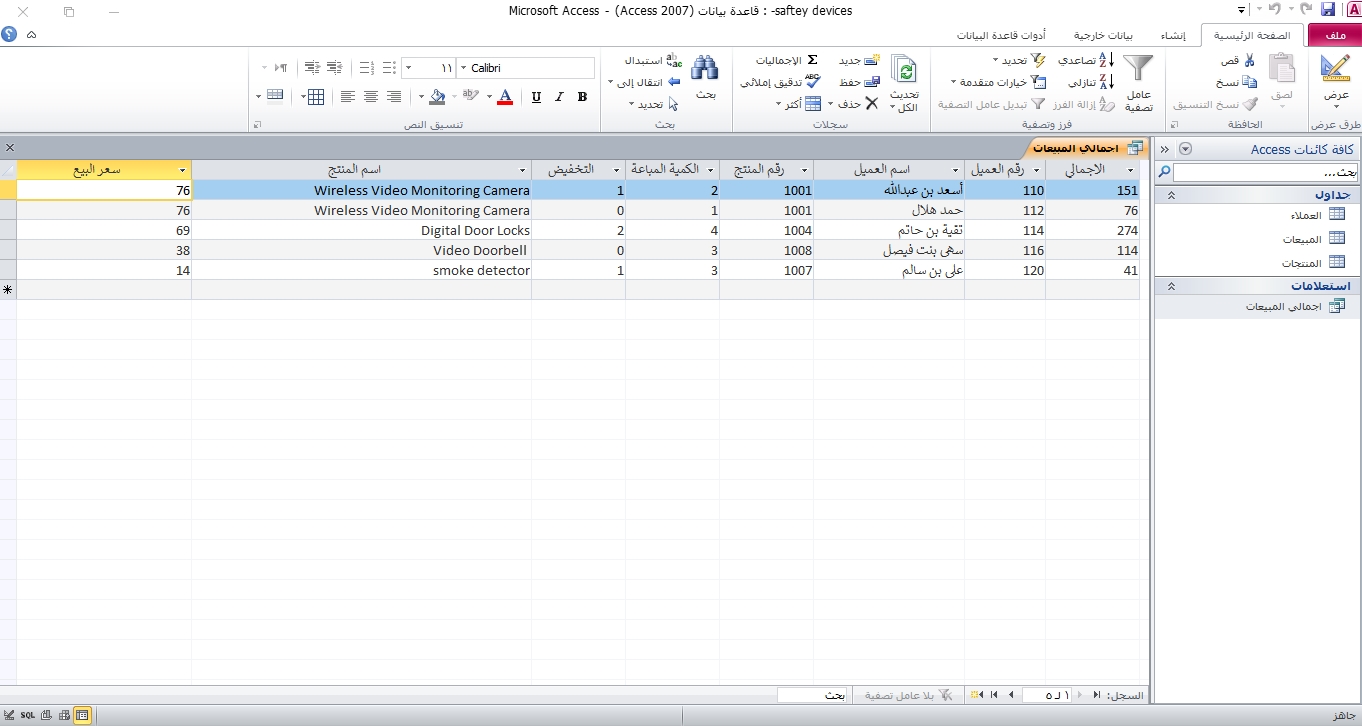 saftey devices- : قاعدة بيانات (Access 2007) - Microsoft Access
ملف الصفحة الرئيسية إنشاء بيانات خارجية أدوات قاعدة البيانات
عرض
طرق عرض
لصق
قص
نسخ
نسخ التنسيق
الحافظة
عامل تصفية
تصاعدي
تنازلي
إزالة الفرز
تحديد
خيارات متقدمة
تبديل عامل التصفية
فرز وتصفية
تحديث الكل
جديد
حفظ
حذف
الإجماليات
تدقيق إملائي
أكثر
سجلات
بحث
استبدال
انتقال إلى
تحديد
بحث
Calibri ١١
B I U A
تنسيق النص
كافة كائنات Access
بحث...
جداول
العملاء
المبيعات
المنتجات
استعلامات
اجمالي المبيعات
اجمالي المبيعات
الاجمالي رقم العميل اسم العميل رقم المنتج الكمية المباعة التخفيض اسم المنتج سعر البيع
151 110 أسعد بن عبدالله 1001 2 1 Wireless Video Monitoring Camera 76
76 112 حمد هلال 1001 1 0 Wireless Video Monitoring Camera 76
274 114 تقية بن حاتم 1004 4 2 Digital Door Locks 69
114 116 سهى بنت فيصل 1008 3 0 Video Doorbell 38
41 120 على بن سالم 1007 3 1 smoke detector 14
السجل: ١ لـ ٥ بلا عامل تصفية بحث
جاهز SQL